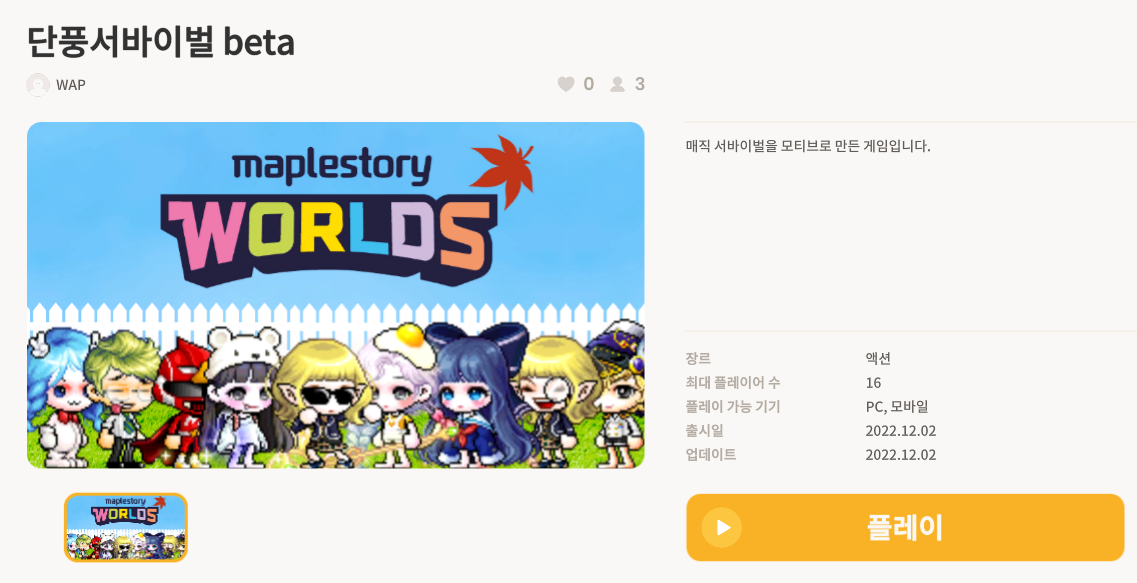 단풍서바이벌 beta
WAP
0
3
maplestory
WORLDS
매직 서바이벌을 모티브로 만든 게임입니다.
장르 액션
최대 플레이어 수 16
플레이 가능 기기 PC, 모바일
출시일 2022.12.02
업데이트 2022.12.02
maplestory
WORLDS
플레이